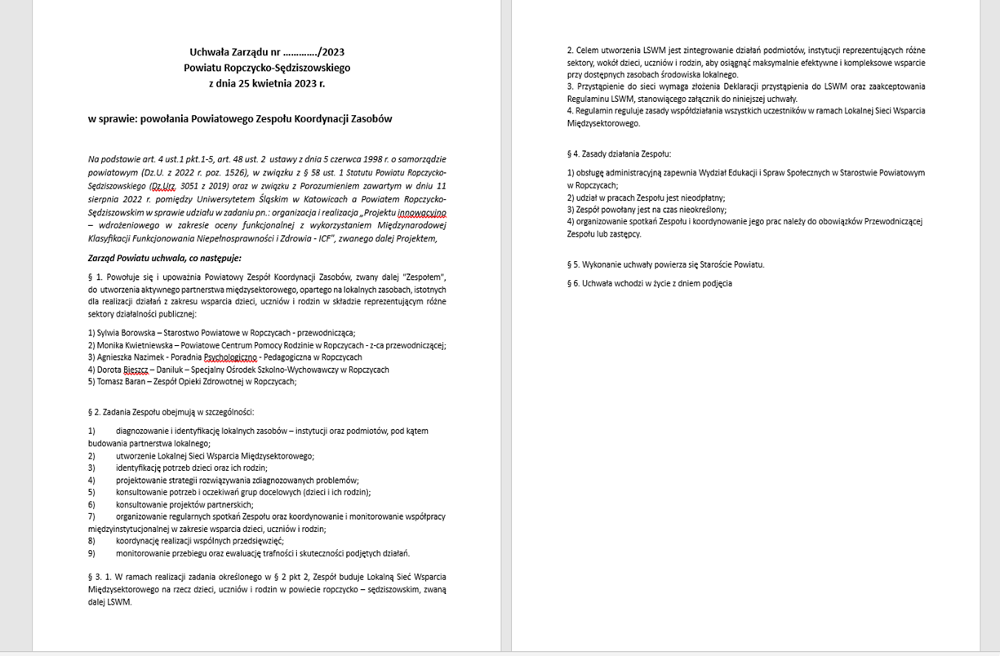 Uchwała Zarządu nr …………./2023
Powiatu Ropczycko-Sędziszowskiego
z dnia 25 kwietnia 2023 r.
w sprawie: powołania Powiatowego Zespołu Koordynacji Zasobów
Na podstawie art. 4 ust.1 pkt.1-5, art. 48 ust. 2 ustawy z dnia 5 czerwca 1998 r. o samorządzie
powiatowym (Dz.U. z 2022 r. poz. 1526), w związku z § 58 ust. 1 Statutu Powiatu Ropczycko-
Sędziszowskiego (Dz.Urz. 3051 z 2019) oraz w związku z Porozumieniem zawartym w dniu 11
sierpnia 2022 r. pomiędzy Uniwersytetem Śląskim w Katowicach a Powiatem Ropczycko-
Sędziszowskim w sprawie udziału w zadaniu pn.: organizacja i realizacja „Projektu innowacyjno
– wdrożeniowego w zakresie oceny funkcjonalnej z wykorzystaniem Międzynarodowej
Klasyfikacji Funkcjonowania Niepełnosprawności i Zdrowia - ICF", zwanego dalej Projektem,
Zarząd Powiatu uchwala, co następuje:
§ 1. Powołuje się i upoważnia Powiatowy Zespół Koordynacji Zasobów, zwany dalej "Zespołem",
do utworzenia aktywnego partnerstwa międzysektorowego, opartego na lokalnych zasobach, istotnych
dla realizacji działań z zakresu wsparcia dzieci, uczniów i rodzin w składzie reprezentującym różne
sektory działalności publicznej:
1) Sylwia Borowska – Starostwo Powiatowe w Ropczycach - przewodnicząca;
2) Monika Kwietniewska – Powiatowe Centrum Pomocy Rodzinie w Ropczycach - z-ca przewodniczącej;
3) Agnieszka Nazimek - Poradnia Psychologiczno - Pedagogiczna w Ropczycach
4) Dorota Bieszcz – Daniluk – Specjalny Ośrodek Szkolno-Wychowawczy w Ropczycach
5) Tomasz Baran – Zespół Opieki Zdrowotnej w Ropczycach;
§ 2. Zadania Zespołu obejmują w szczególności:
1) diagnozowanie i identyfikację lokalnych zasobów – instytucji oraz podmiotów, pod kątem
budowania partnerstwa lokalnego;
2) utworzenie Lokalnej Sieci Wsparcia Międzysektorowego;
3) identyfikację potrzeb dzieci oraz ich rodzin;
4) projektowanie strategii rozwiązywania zdiagnozowanych problemów;
5) konsultowanie potrzeb i oczekiwań grup docelowych (dzieci i ich rodzin);
6) konsultowanie projektów partnerskich;
7) organizowanie regularnych spotkań Zespołu oraz koordynowanie i monitorowanie współpracy
międzyinstytucjonalnej w zakresie wsparcia dzieci, uczniów i rodzin;
8) koordynację realizacji wspólnych przedsięwzięć;
9) monitorowanie przebiegu oraz ewaluację trafności i skuteczności podjętych działań.
§ 3. 1. W ramach realizacji zadania określonego w § 2 pkt 2, Zespół buduje Lokalną Sieć Wsparcia
Międzysektorowego na rzecz dzieci, uczniów i rodzin w powiecie ropczycko – sędziszowskim, zwaną
dalej LSWM.
2. Celem utworzenia LSWM jest zintegrowanie działań podmiotów, instytucji reprezentujących różne
sektory, wokół dzieci, uczniów i rodzin, aby osiągnąć maksymalnie efektywne i kompleksowe wsparcie
przy dostępnych zasobach środowiska lokalnego.
3. Przystąpienie do sieci wymaga złożenia Deklaracji przystąpienia do LSWM oraz zaakceptowania
Regulaminu LSWM, stanowiącego załącznik do niniejszej uchwały.
4. Regulamin reguluje zasady współdziałania wszystkich uczestników w ramach Lokalnej Sieci Wsparcia
Międzysektorowego.
§ 4. Zasady działania Zespołu:
1) obsługę administracyjną zapewnia Wydział Edukacji i Spraw Społecznych w Starostwie Powiatowym
w Ropczycach;
2) udział w pracach Zespołu jest nieodpłatny;
3) Zespół powołany jest na czas nieokreślony;
4) organizowanie spotkań Zespołu i koordynowanie jego prac należy do obowiązków Przewodniczącej
Zespołu lub zastępcy.
§ 5. Wykonanie uchwały powierza się Staroście Powiatu.
§ 6. Uchwała wchodzi w życie z dniem podjęcia